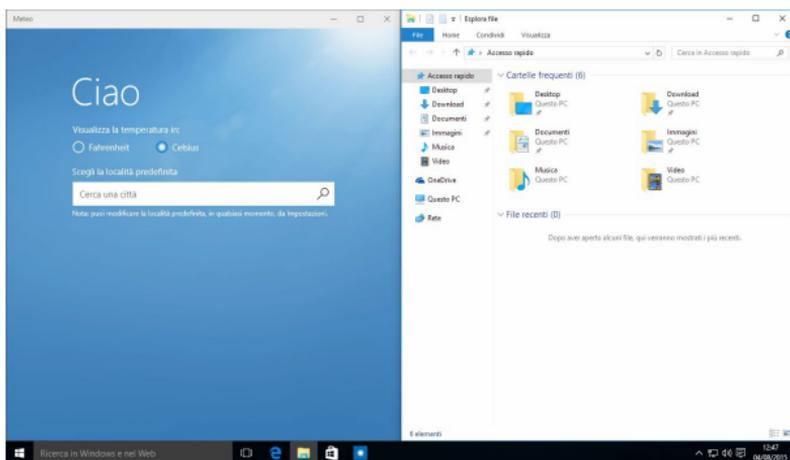 Meteo
Ciao
Visualizza la temperatura in:
Fahrenheit
Celsius
Scegli la località predefinita
Cerca una città
Nota: puoi modificare la località predefinita, in qualsiasi momento, da Impostazioni.
Esplora file
File Home Condividi Visualizza
Accesso rapido
Cerca in Accesso rapido
Accesso rapido
Desktop
Download
Documenti
Immagini
Musica
Video
OneDrive
Questo PC
Rete
Cartelle frequenti (6)
Desktop
Questo PC
Download
Questo PC
Documenti
Questo PC
Immagini
Questo PC
Musica
Questo PC
Video
Questo PC
File recenti (0)
Dopo aver aperto alcuni file, qui verranno mostrati i più recenti.
6 elementi
Ricerca in Windows e nel Web
12:47
04/08/2015